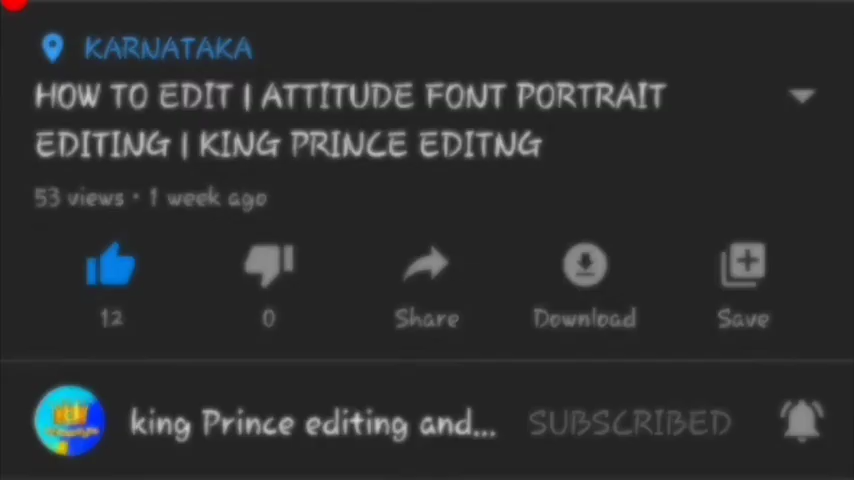 KARNATAKA
HOW TO EDIT | ATTITUDE FONT PORTRAIT
EDITING | KING PRINCE EDITNG
53 views • 1 week ago
12 0 Share Download Save
king Prince editing and... SUBSCRIBED